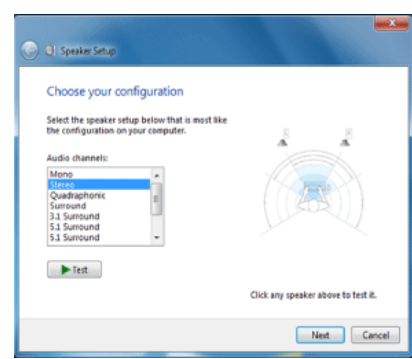 Speaker Setup
Choose your configuration
Select the speaker setup below that is most like
the configuration on your computer.
Audio channels:
Mono
Stereo
Quadraphonic
Surround
3.1 Surround
5.1 Surround
5.1 Surround
Test
Click any speaker above to test it.
Next
Cancel